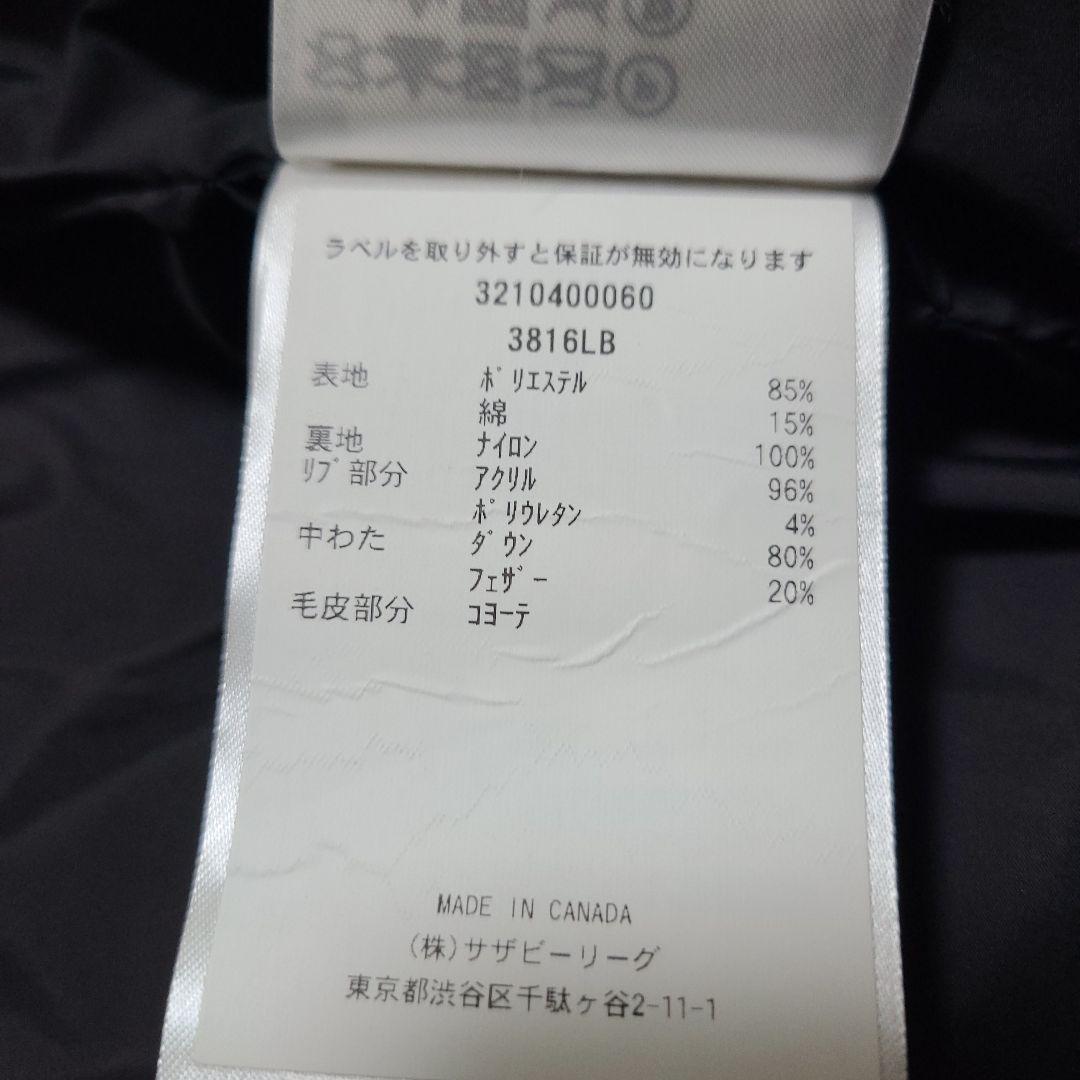 ラベルを取り外すと保証が無効になります
3210400060
3816LB
表地 ﾎﾟﾘｴｽﾃﾙ 85%
綿 15%
裏地 ﾅｲﾛﾝ 100%
ﾘﾌﾞ部分 ｱｸﾘﾙ 96%
ﾎﾟﾘｳﾚﾀﾝ 4%
中わた ﾀﾞｳﾝ 80%
ﾌｪｻﾞｰ 20%
毛皮部分 ｺﾖｰﾃ
MADE IN CANADA
(株)サザビーリーグ
東京都渋谷区千駄ヶ谷2-11-1